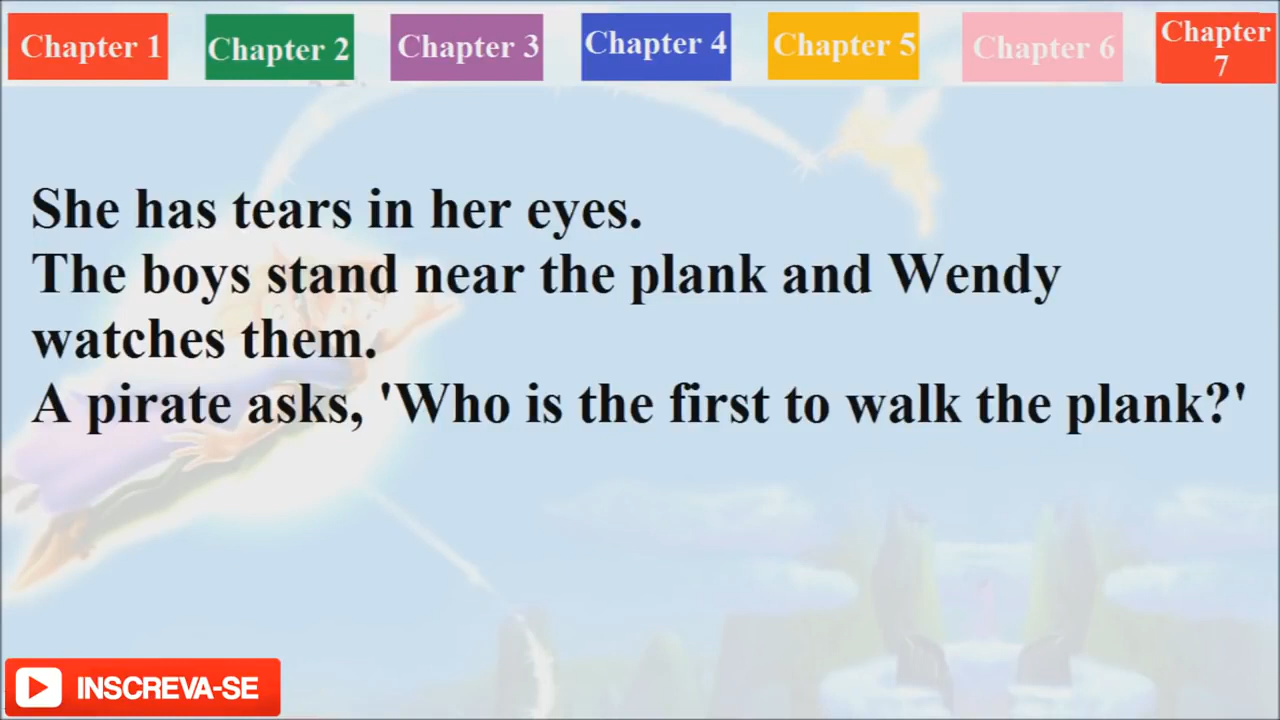 Chapter 1
Chapter 2
Chapter 3
Chapter 4
Chapter 5
Chapter 6
Chapter
7
She has tears in her eyes.
The boys stand near the plank and Wendy
watches them.
A pirate asks, 'Who is the first to walk the plank?'
INSCREVA-SE